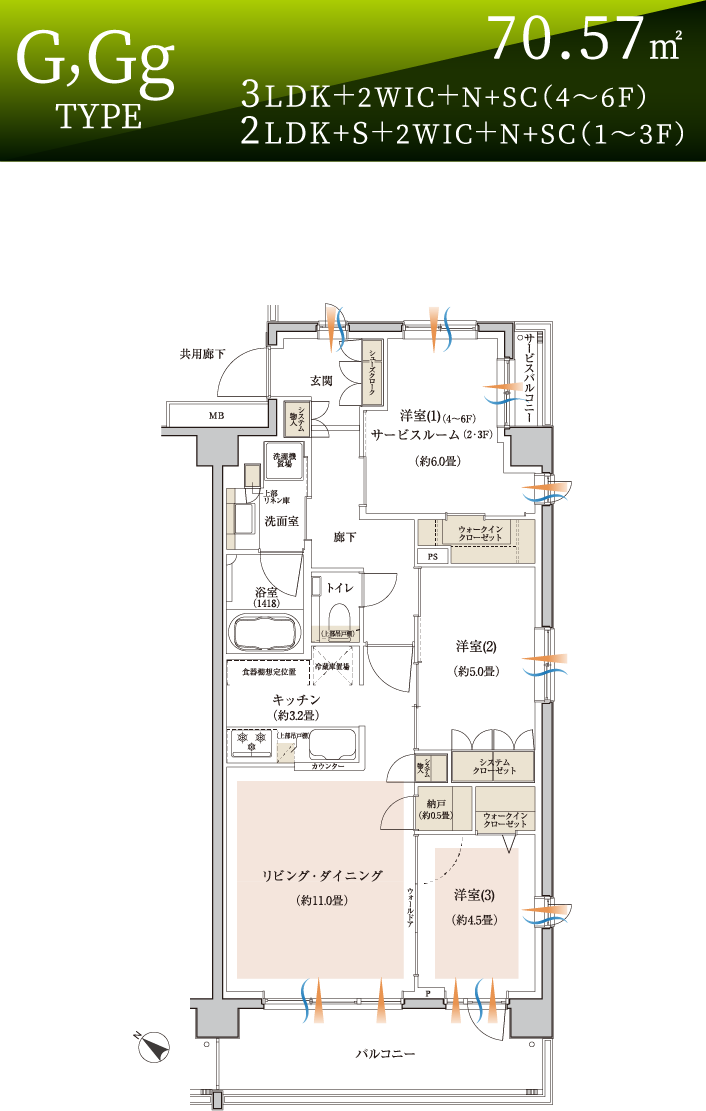 G,Gg
TYPE
70.57㎡
3LDK+2WIC+N+SC(4〜6F)
2LDK+S+2WIC+N+SC(1〜3F)
共用廊下
玄関
シューズクローク
サービスバルコニー
MB
システム
物入
洋室(1)(4〜6F)
サービスルーム(2・3F)
(約6.0畳)
洗濯機
置場
上部
リネン庫
洗面室
廊下
ウォークイン
クローゼット
PS
浴室
(1418)
トイレ
(上部吊戸棚)
洋室(2)
(約5.0畳)
食器棚想定位置
冷蔵庫置場
キッチン
(約3.2畳)
(上部吊戸棚)
カウンター
システム
物入
システム
クローゼット
納戸
(約0.5畳)
ウォークイン
クローゼット
リビング・ダイニング
(約11.0畳)
ウォールドア
洋室(3)
(約4.5畳)
P
N
バルコニー